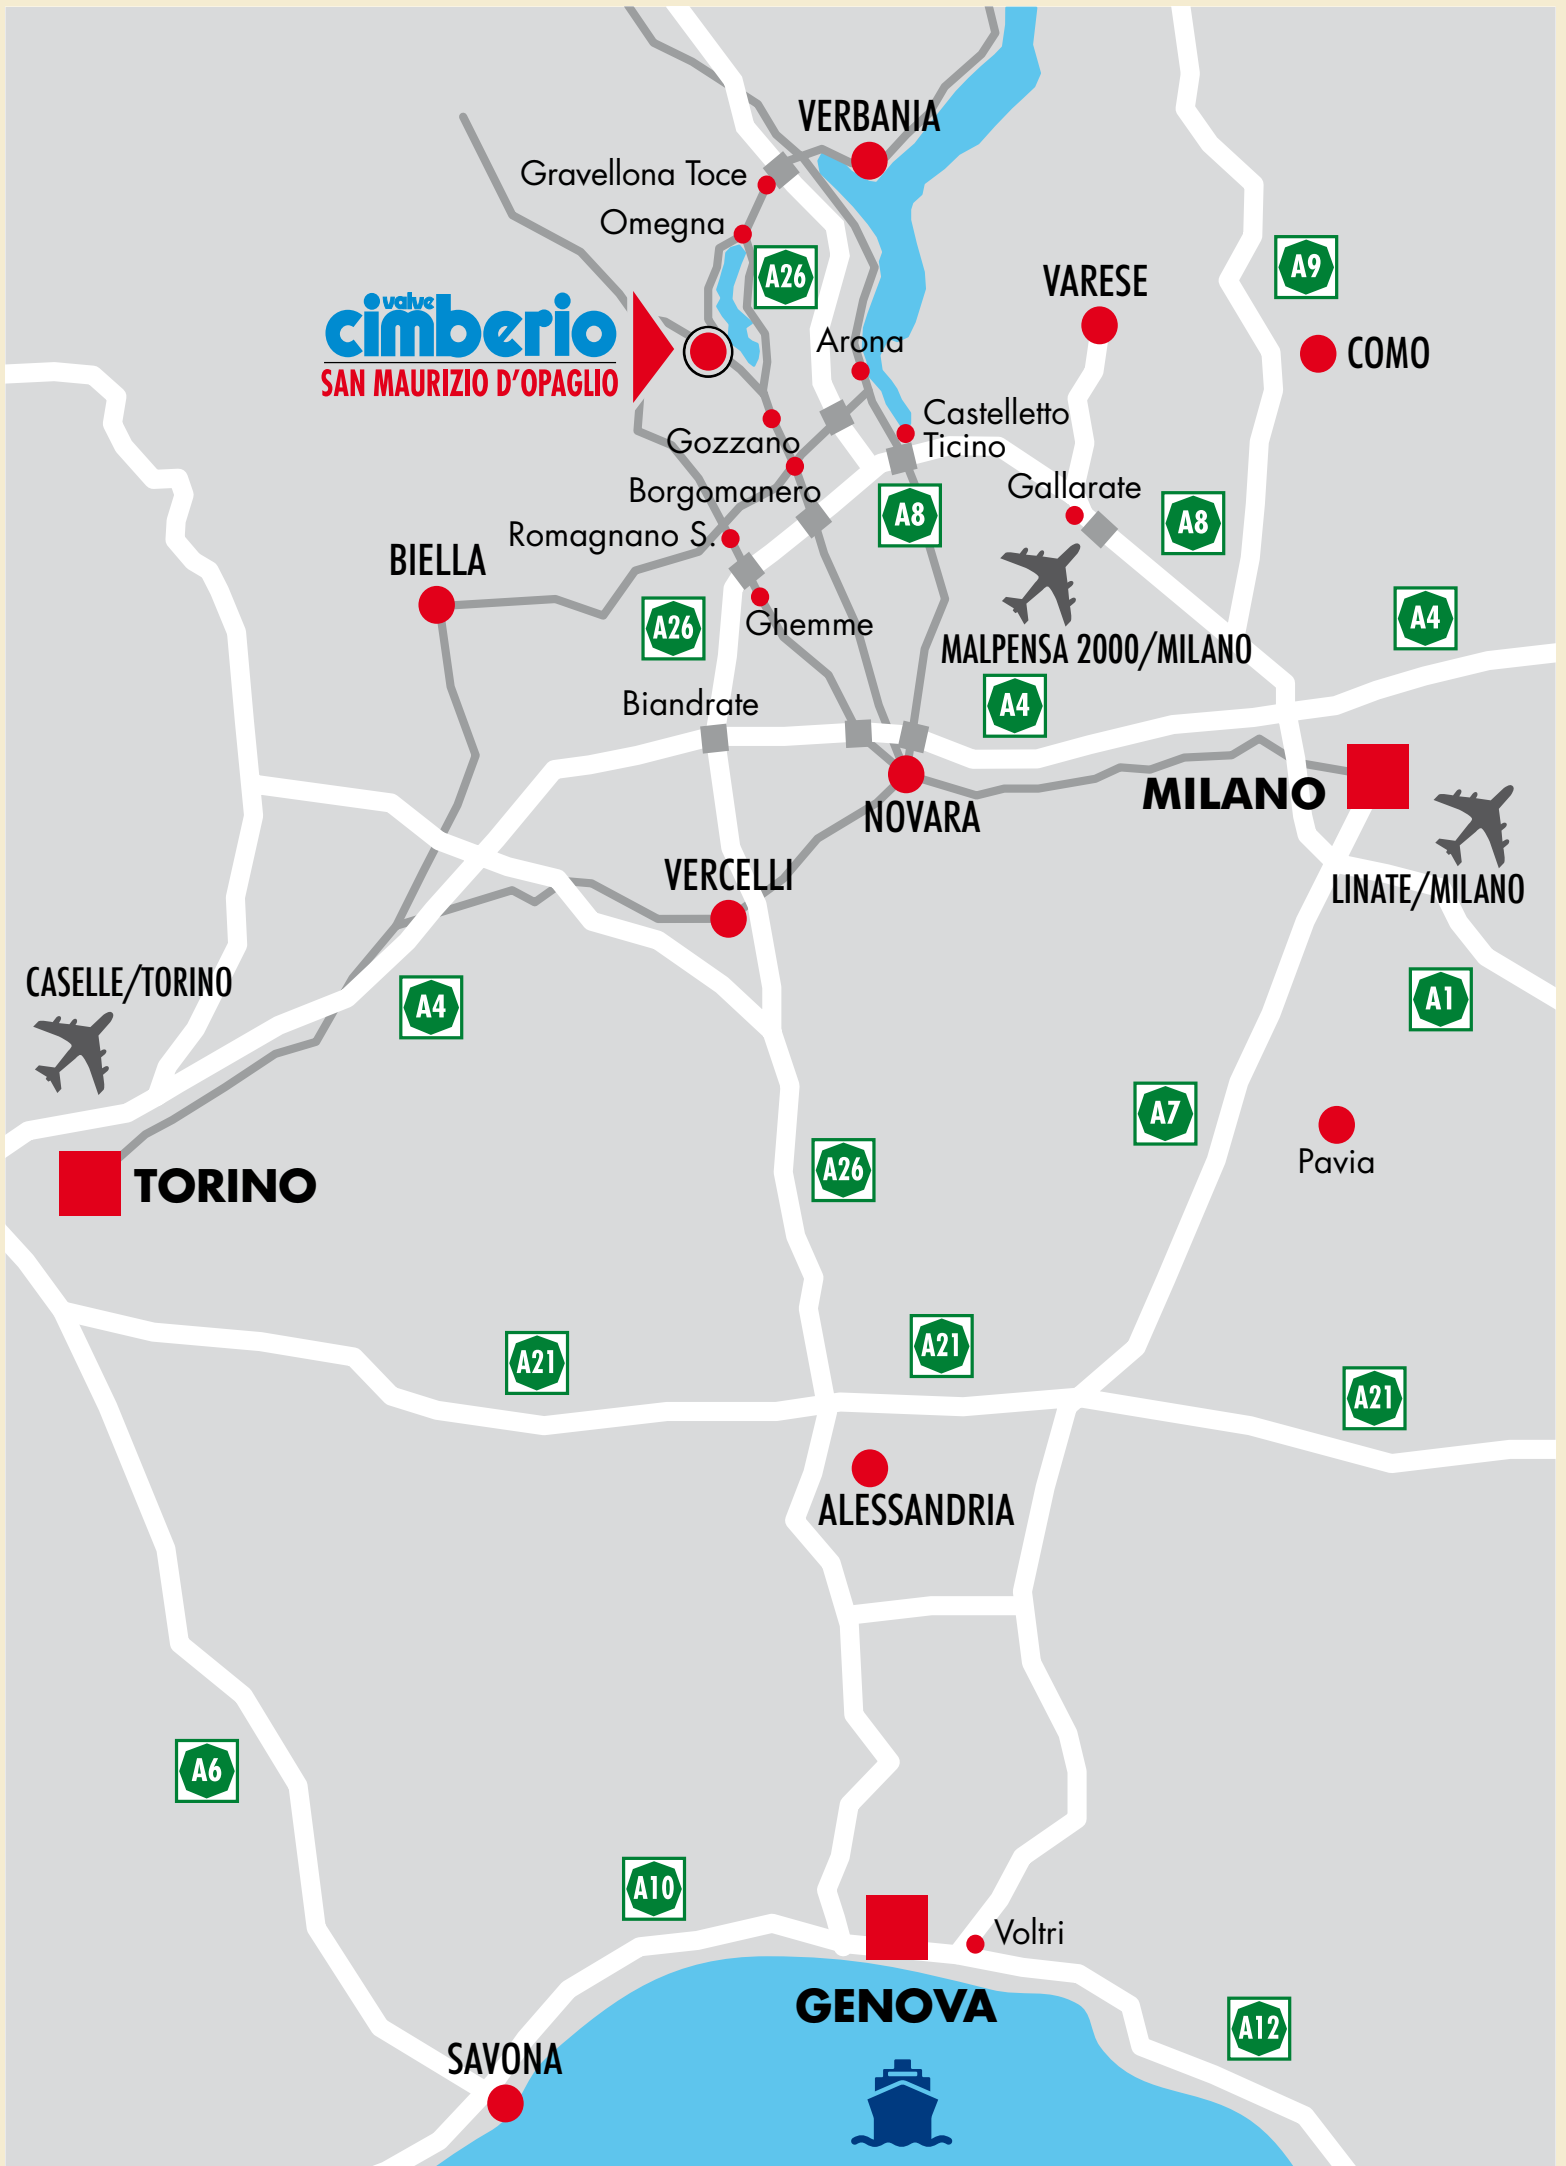 VERBANIA
Gravellona Toce
Omegna
A26
A9
VARESE
valve
cimberio
SAN MAURIZIO D'OPAGLIO
Arona
COMO
Castelletto
Ticino
Gozzano
Borgomanero
Gallarate
A8
A8
Romagnano S.
BIELLA
A26
Ghemme
A4
MALPENSA 2000/MILANO
A4
Biandrate
MILANO
NOVARA
VERCELLI
LINATE/MILANO
CASELLE/TORINO
A4
A1
A7
Pavia
A26
TORINO
A21
A21
A21
ALESSANDRIA
A6
A10
Voltri
GENOVA
A12
SAVONA